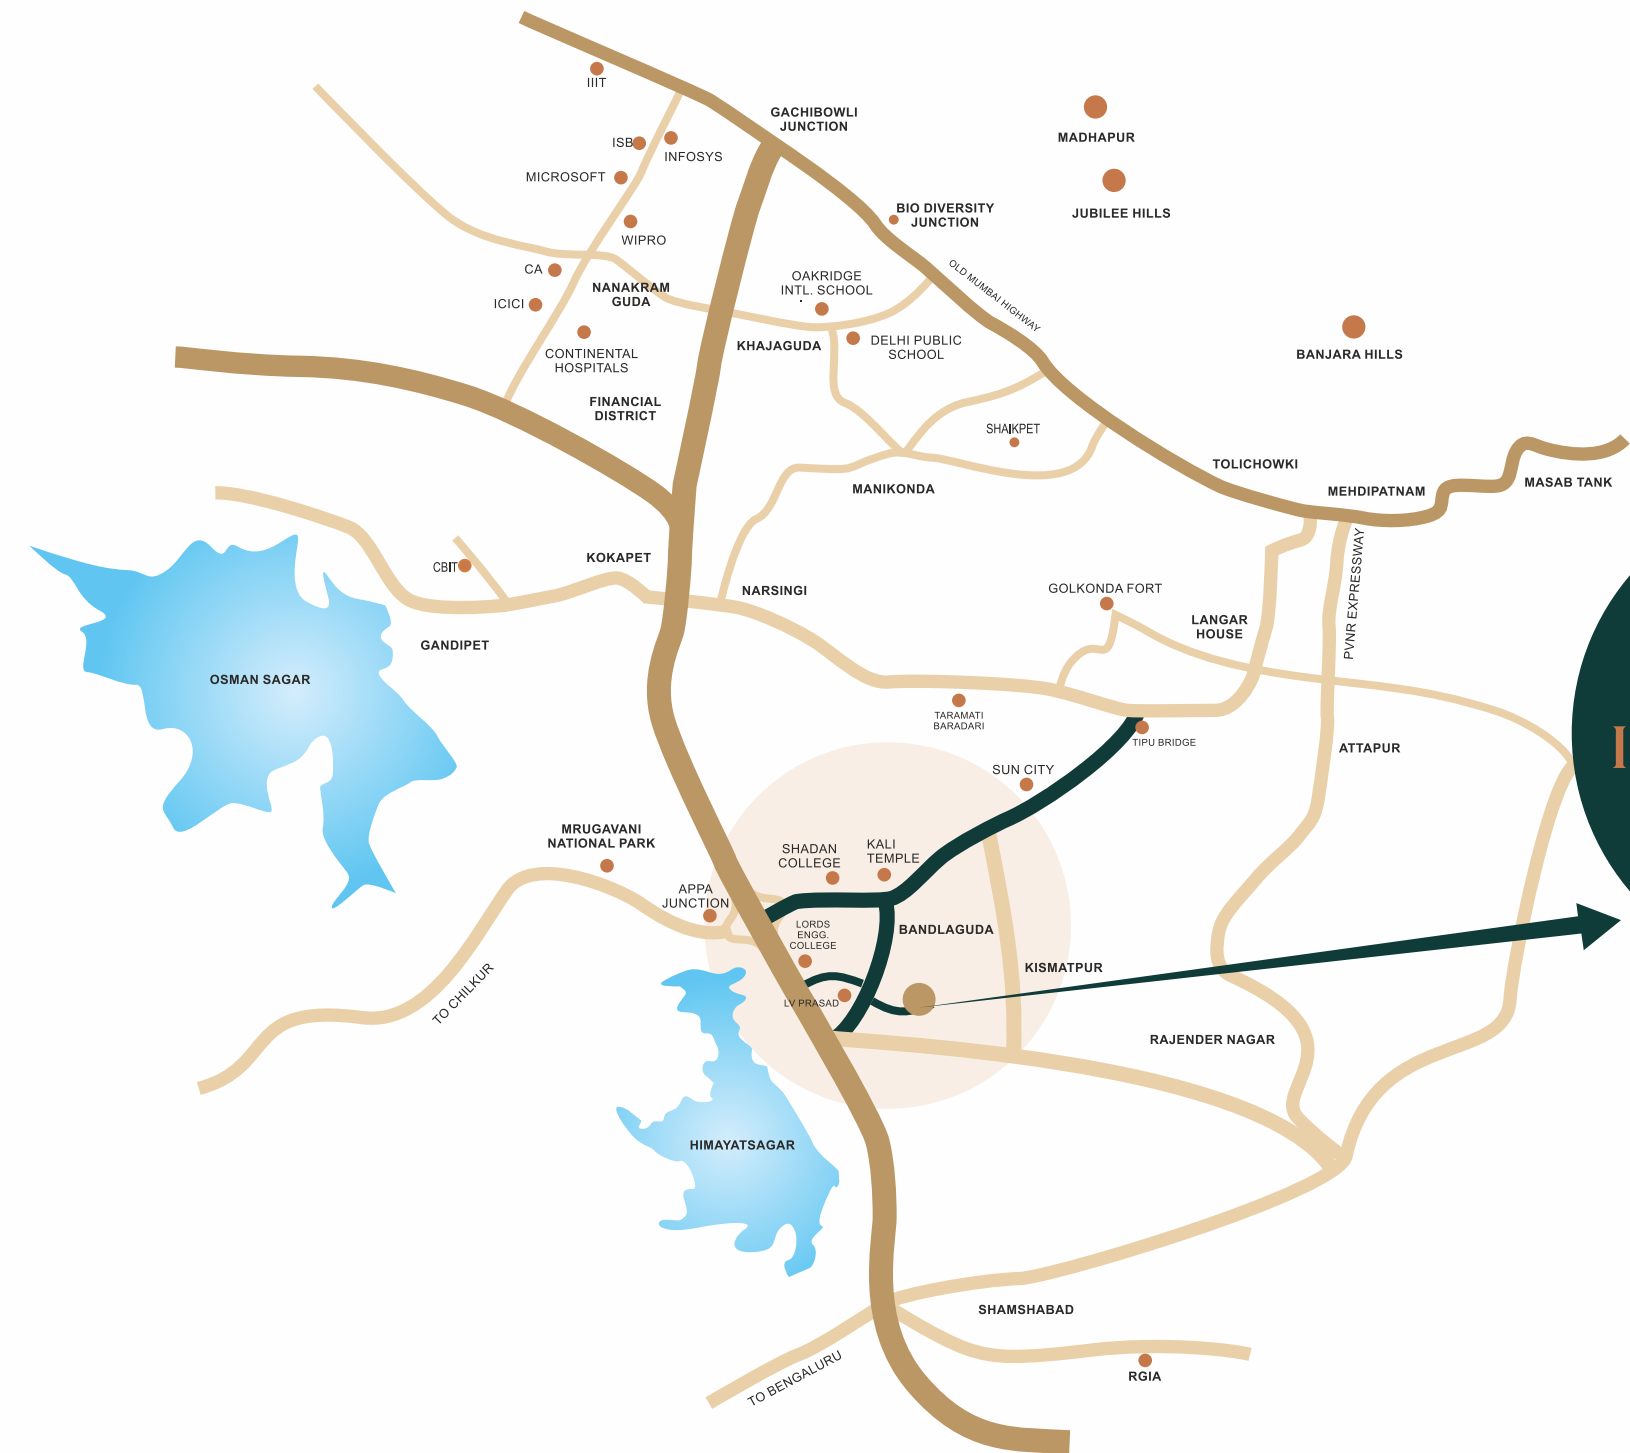 IIIT
GACHIBOWLI
JUNCTION
MADHAPUR
ISB
INFOSYS
MICROSOFT
JUBILEE HILLS
BIO DIVERSITY
JUNCTION
WIPRO
CA
OLD MUMBAI HIGHWAY
OAKRIDGE
INTL. SCHOOL
NANAKRAM
GUDA
ICICI
KHAJAGUDA
DELHI PUBLIC
SCHOOL
BANJARA HILLS
CONTINENTAL
HOSPITALS
FINANCIAL
DISTRICT
SHAIKPET
TOLICHOWKI
MANIKONDA
MEHDIPATNAM
MASAB TANK
PVNR EXPRESSWAY
KOKAPET
CBIT
NARSINGI
GOLKONDA FORT
LANGAR
HOUSE
GANDIPET
OSMAN SAGAR
TARAMATI
BARADARI
TIPU BRIDGE
ATTAPUR
I
SUN CITY
MRUGAVANI
NATIONAL PARK
SHADAN
COLLEGE
KALI
TEMPLE
APPA
JUNCTION
LORDS
ENGG.
COLLEGE
BANDLAGUDA
KISMATPUR
TO CHILKUR
LV PRASAD
RAJENDER NAGAR
HIMAYATSAGAR
SHAMSHABAD
TO BENGALURU
RGIA